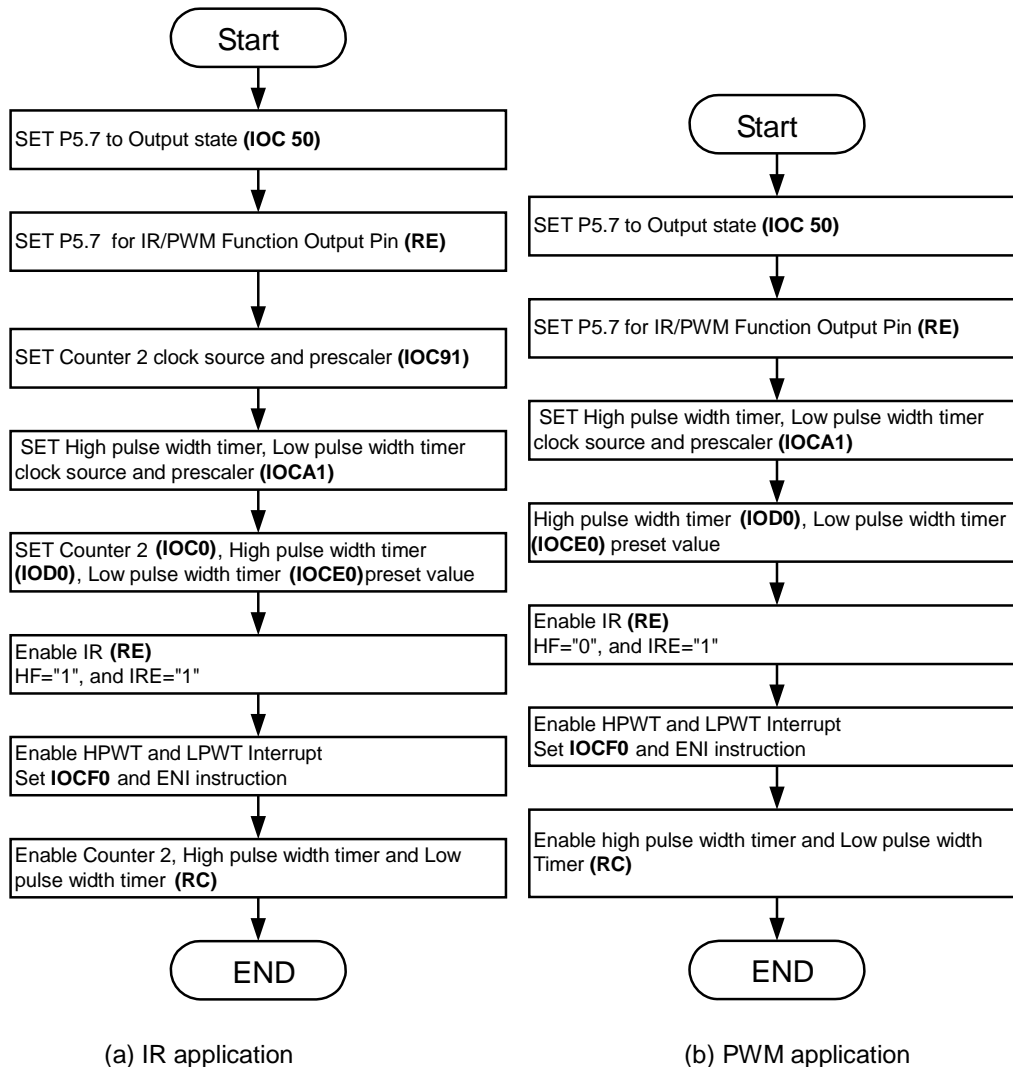 Start
SET P5.7 to Output state (IOC 50)
SET P5.7 for IR/PWM Function Output Pin (RE)
SET Counter 2 clock source and prescaler (IOC91)
SET High pulse width timer, Low pulse width timer
clock source and prescaler (IOCA1)
SET Counter 2 (IOC0), High pulse width timer
(IOD0), Low pulse width timer (IOCE0) preset value
Enable IR (RE)
HF="1", and IRE="1"
Enable HPWT and LPWT Interrupt
Set IOCF0 and ENI instruction
Enable Counter 2, High pulse width timer and Low
pulse width timer (RC)
END
(a) IR application
Start
SET P5.7 to Output state (IOC 50)
SET P5.7 for IR/PWM Function Output Pin (RE)
SET High pulse width timer, Low pulse width timer
clock source and prescaler (IOCA1)
High pulse width timer (IOD0), Low pulse width timer
(IOCE0) preset value
Enable IR (RE)
HF="0", and IRE="1"
Enable HPWT and LPWT Interrupt
Set IOCF0 and ENI instruction
Enable high pulse width timer and Low pulse width
Timer (RC)
END
(b) PWM application